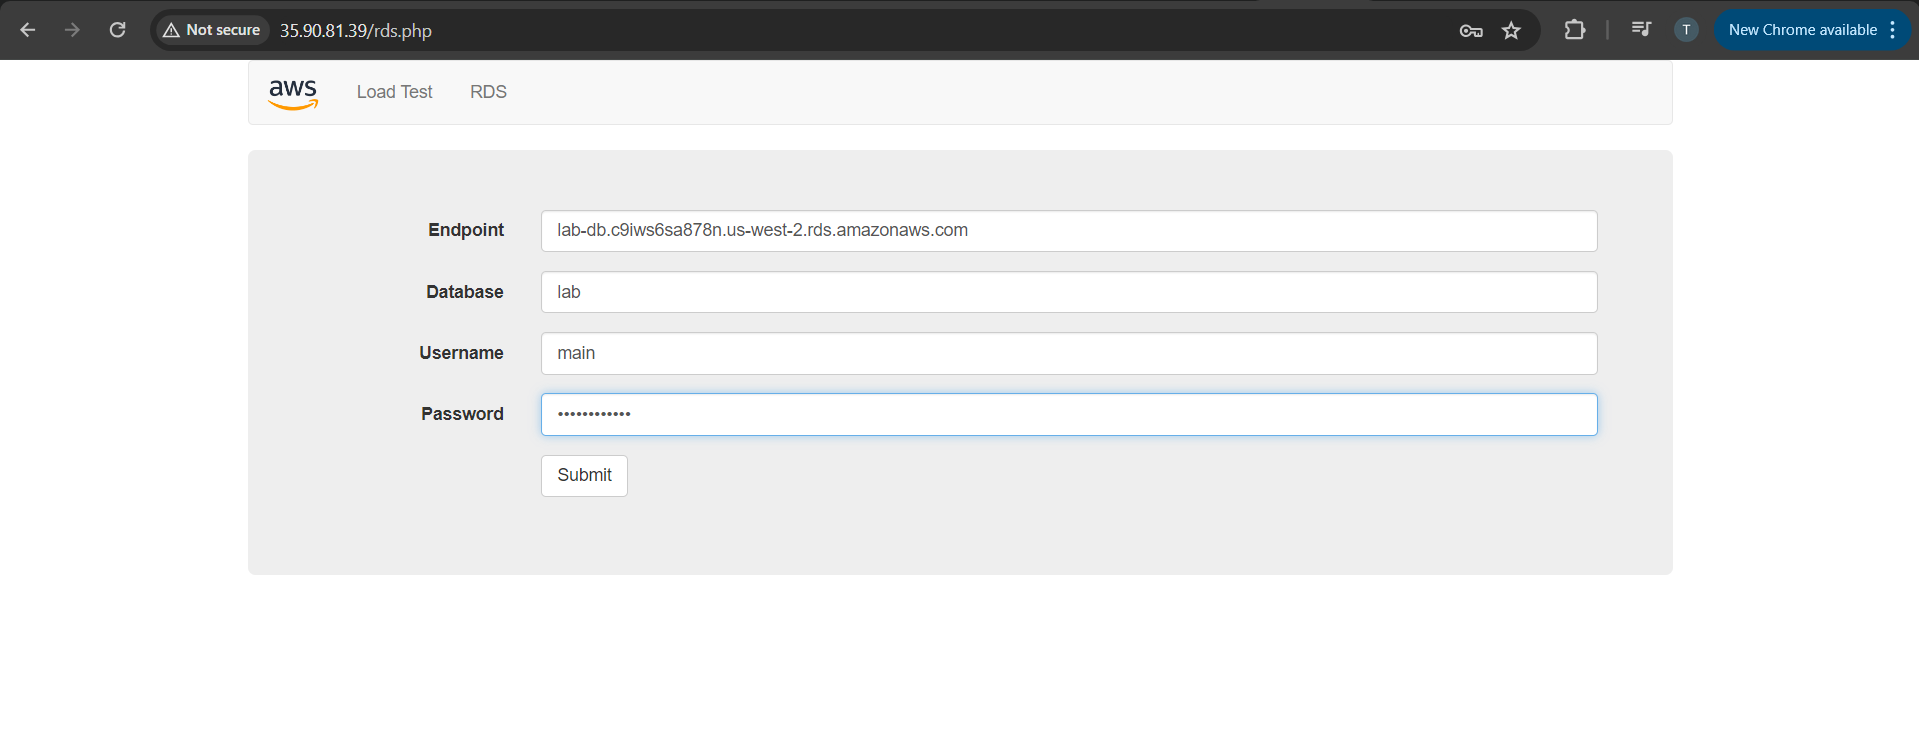 Not secure 35.90.81.39/rds.php T New Chrome available
aws Load Test RDS
Endpoint lab-db.c9iws6sa878n.us-west-2.rds.amazonaws.com
Database lab
Username main
Password ••••••••••••
Submit